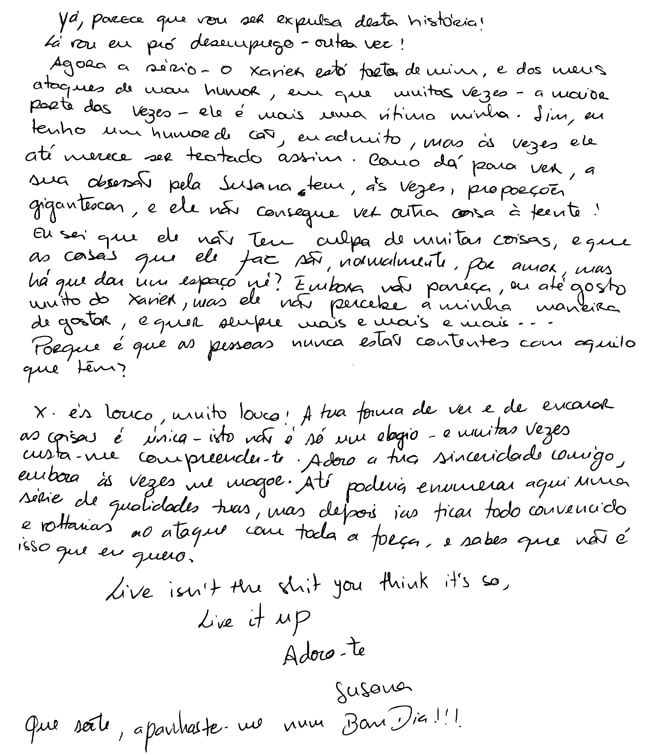 Yá, parece que vou ser expulsa desta história!
Lá vou eu pró desemprego - outra vez!
Agora a sério - o Xavier está farto de mim, e dos meus
ataques de mau humor, em que muitas vezes - a maior
parte das vezes - ele é mais uma vítima minha. Sim, eu
tenho um humor de cão, eu admito, mas às vezes ele
até merece ser tratado assim. Como dá para ver, a
sua obsessão pela Susana, tem, às vezes, proporções
gigantescas, e ele não consegue ver outra coisa à frente!
Eu sei que ele não tem culpa de muitas coisas, e que
as coisas que ele faz são, normalmente, por amor, mas
há que dar um espaço né? Embora não pareça, eu até gosto
muito do Xavier, mas ele não percebe a minha maneira
de gostar, e quer sempre mais e mais e mais...
Porque é que as pessoas nunca estão contentes com aquilo
que têm?
X. és louco, muito louco! A tua forma de ver e de encarar
as coisas é única - isto não é só um elogio - e muitas vezes
custa-me compreender-te. Adoro a tua sinceridade comigo,
embora às vezes me magoe. Até poderia enumerar aqui uma
série de qualidades tuas, mas depois ias ficar todo convencido
e voltarias ao ataque com toda a força, e sabes que não é
isso que eu quero.
Live isn't the shit you think it's so,
Live it up
Adoro-te
Susana
Que sorte, apanhaste-me num Bom Dia!!!